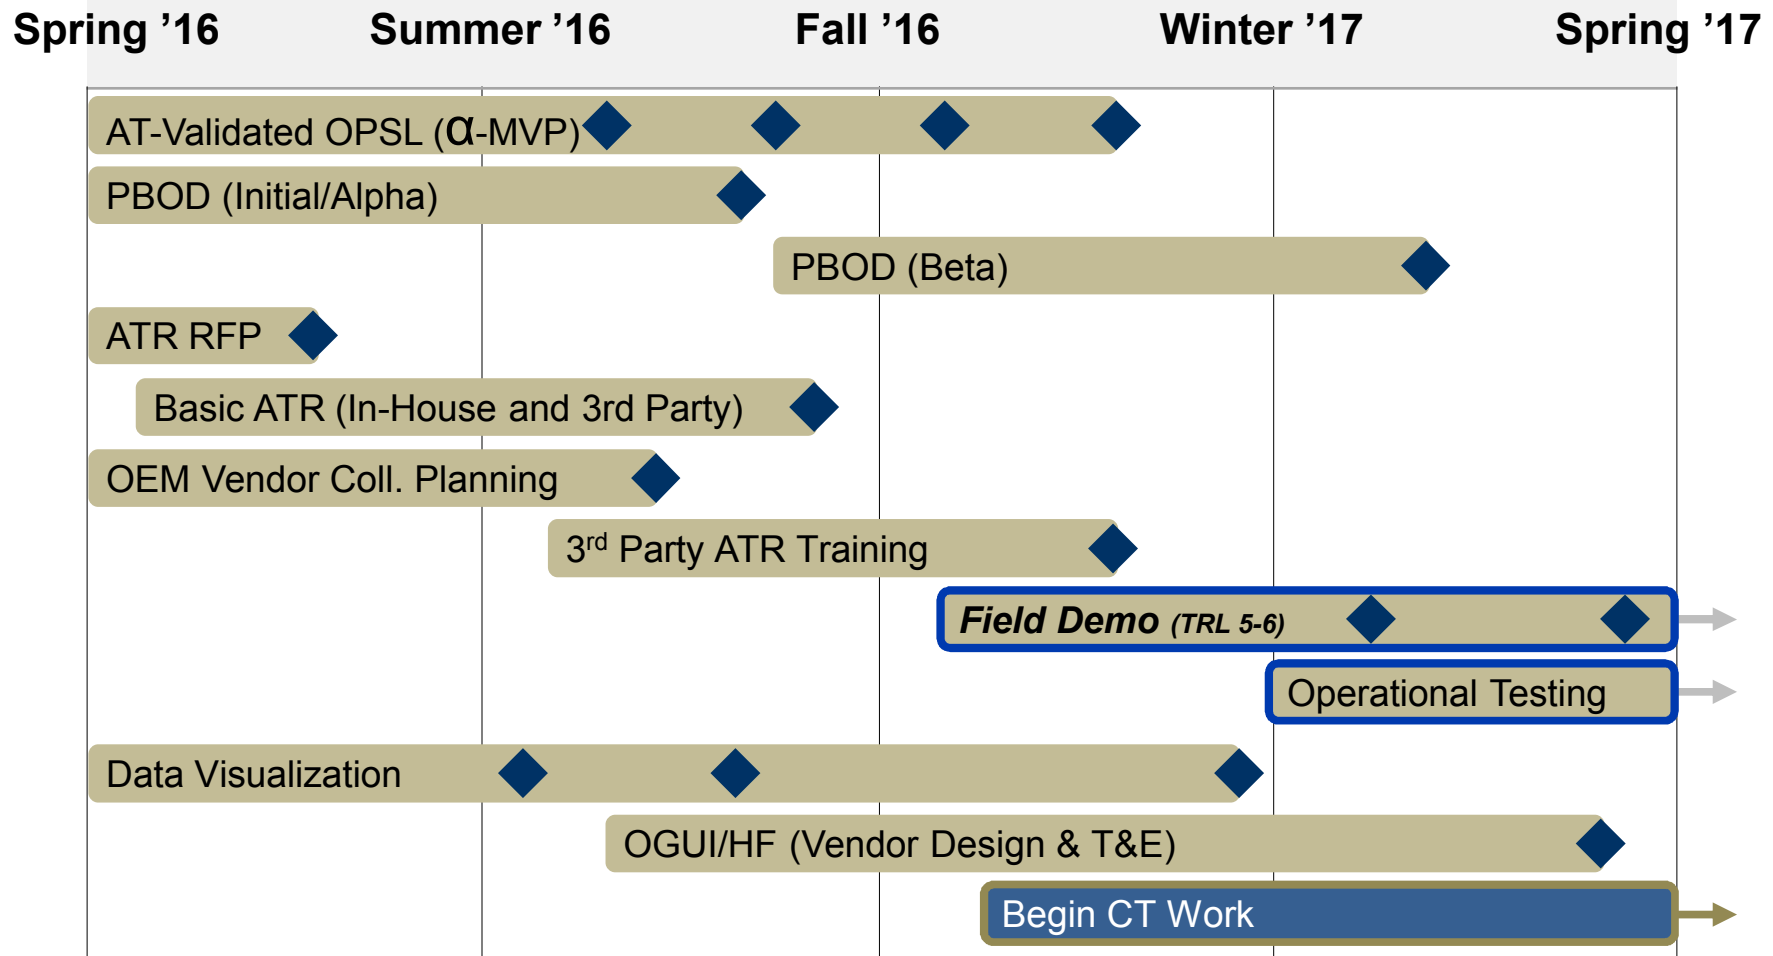 Spring ’16 Summer ’16 Fall ’16 Winter ’17 Spring ’17
AT-Validated OPSL (α-MVP)
PBOD (Initial/Alpha)
PBOD (Beta)
ATR RFP
Basic ATR (In-House and 3rd Party)
OEM Vendor Coll. Planning
3rd Party ATR Training
Field Demo (TRL 5-6)
Operational Testing
Data Visualization
OGUI/HF (Vendor Design & T&E)
Begin CT Work